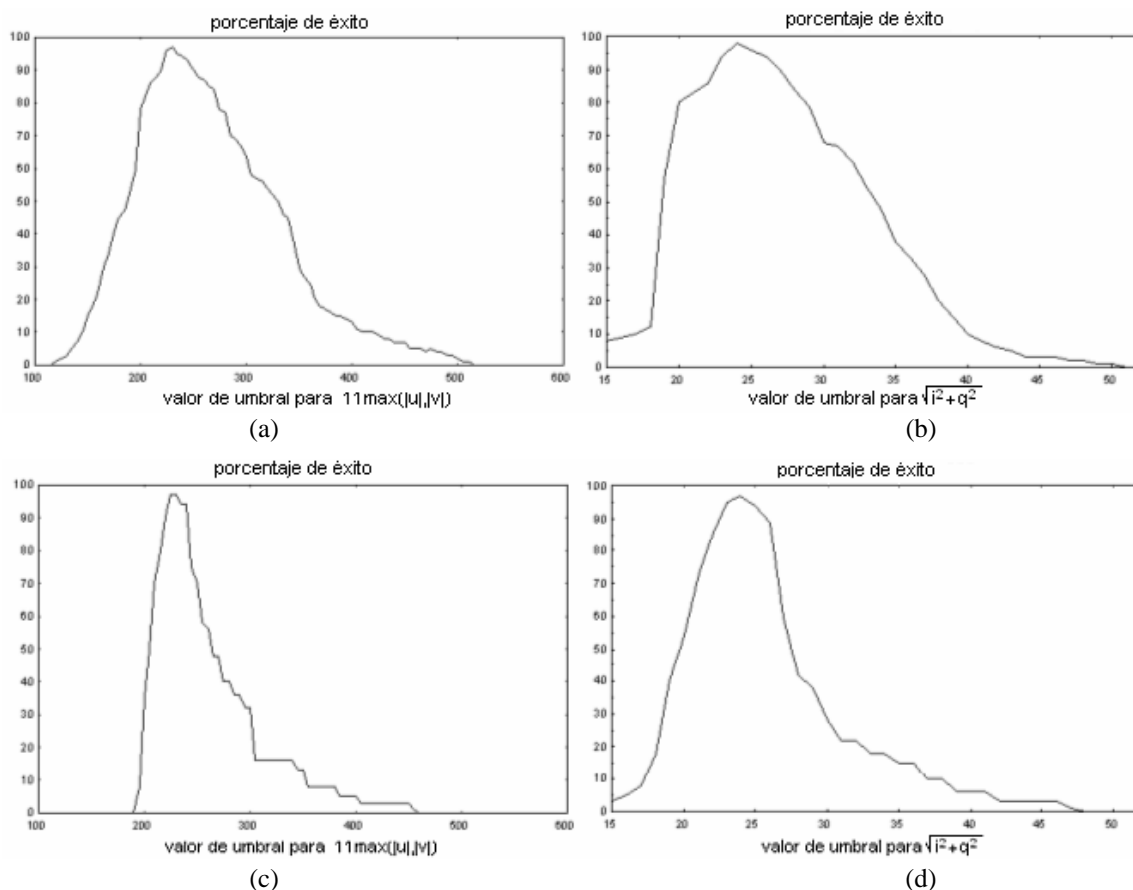 porcentaje de éxito
100
90
80
70
60
50
40
30
20
10
0
100 200 300 400 500 600
valor de umbral para 11max(|u|,|v|)
(a)
porcentaje de éxito
100
90
80
70
60
50
40
30
20
10
0
15 20 25 30 35 40 45 50
valor de umbral para √i²+q²
(b)
porcentaje de éxito
100
90
80
70
60
50
40
30
20
10
0
100 200 300 400 500 600
valor de umbral para 11max(|u|,|v|)
(c)
porcentaje de éxito
100
90
80
70
60
50
40
30
20
10
0
15 20 25 30 35 40 45 50
valor de umbral para √i²+q²
(d)